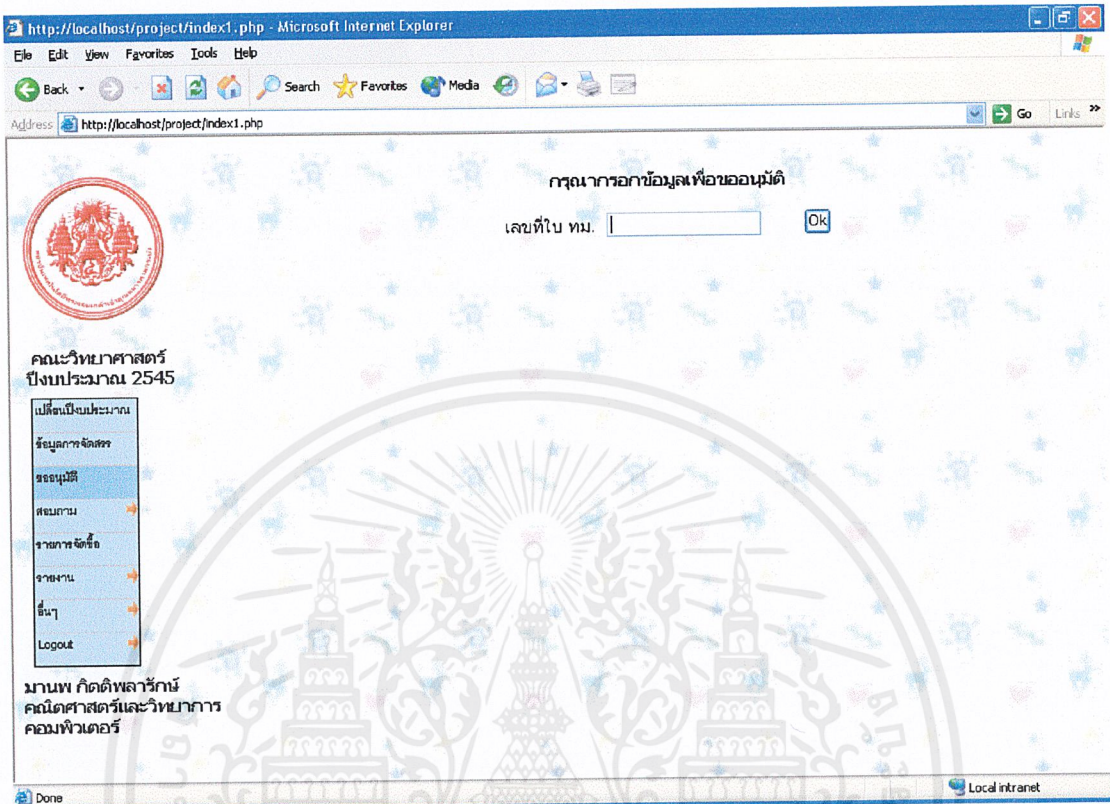 http://localhost/project/index1.php - Microsoft Internet Explorer
File Edit View Favorites Tools Help
Back Search Favorites Media
Address http://localhost/project/index1.php Go Links »
กรุณากรอกข้อมูลเพื่อขออนุมัติ
เลขที่ใบ ทม. Ok
คณะวิทยาศาสตร์
ปีงบประมาณ 2545
เปลี่ยนปีงบประมาณ
ข้อมูลการจัดสรร
ขออนุมัติ
สอบถาม
รายการจัดซื้อ
รายงาน
อื่นๆ
Logout
มานพ กิตติพลารักษ์
คณิตศาสตร์และวิทยาการ
คอมพิวเตอร์
Done Local intranet